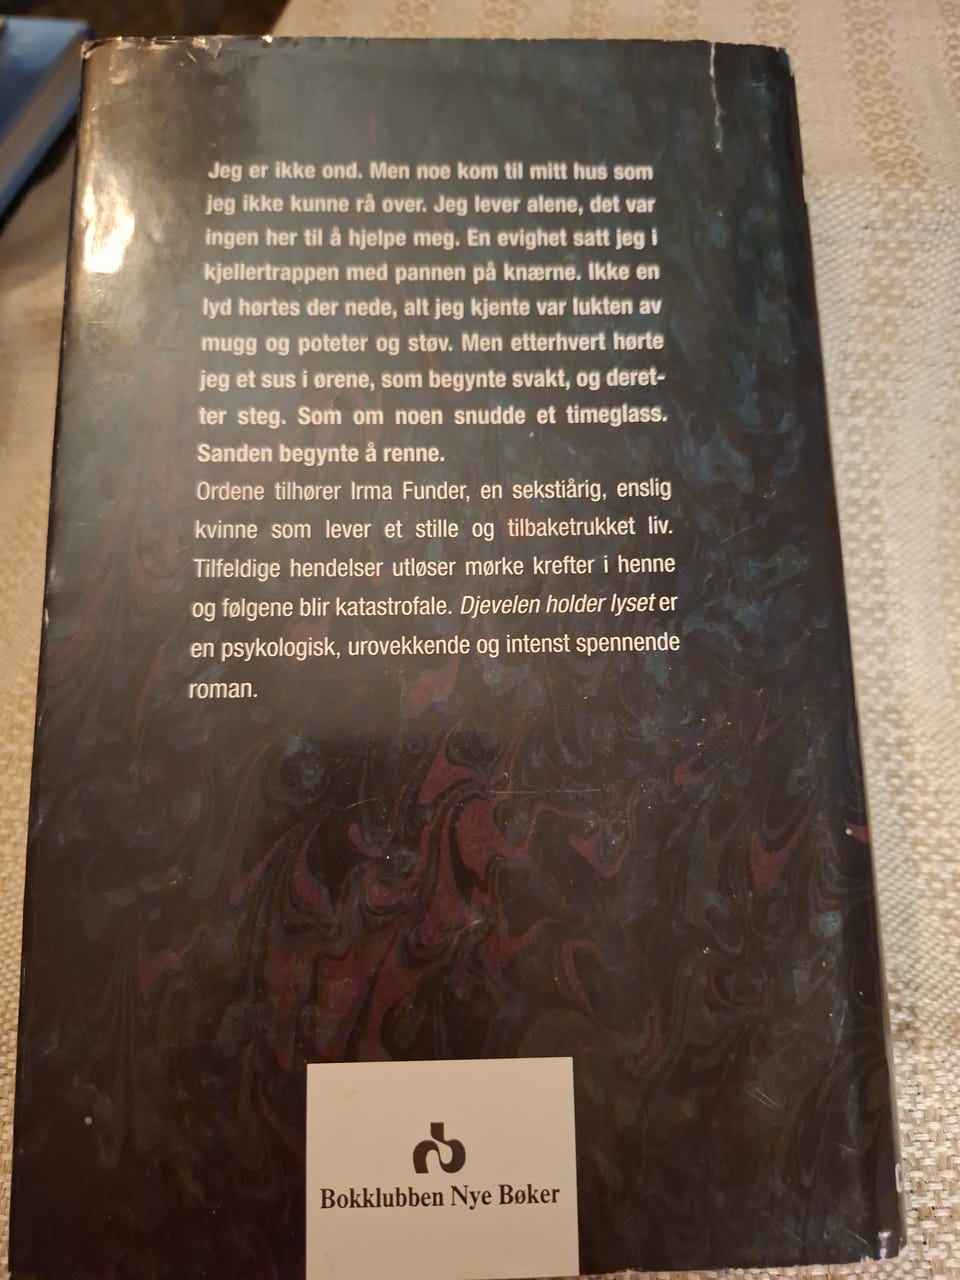 Jeg er ikke ond. Men noe kom til mitt hus som
jeg ikke kunne rå over. Jeg lever alene, det var
ingen her til å hjelpe meg. En evighet satt jeg i
kjellertrappen med pannen på knærne. Ikke en
lyd hørtes der nede, alt jeg kjente var lukten av
mugg og poteter og støv. Men etterhvert hørte
jeg et sus i ørene, som begynte svakt, og deret-
ter steg. Som om noen snudde et timeglass.
Sanden begynte å renne.
Ordene tilhører Irma Funder, en sekstiårig, enslig
kvinne som lever et stille og tilbaketrukket liv.
Tilfeldige hendelser utløser mørke krefter i henne
og følgene blir katastrofale. Djevelen holder lyset er
en psykologisk, urovekkende og intenst spennende
roman.
Bokklubben Nye Bøker